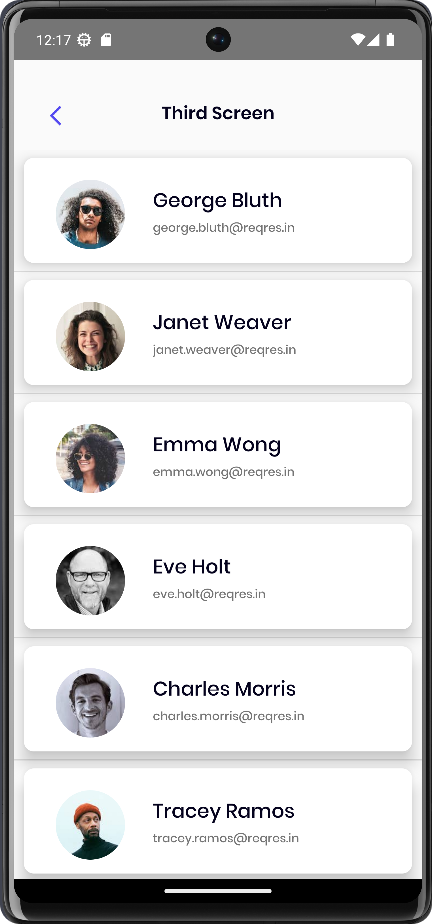 12:17
Third Screen
George Bluth
george.bluth@reqres.in
Janet Weaver
janet.weaver@reqres.in
Emma Wong
emma.wong@reqres.in
Eve Holt
eve.holt@reqres.in
Charles Morris
charles.morris@reqres.in
Tracey Ramos
tracey.ramos@reqres.in